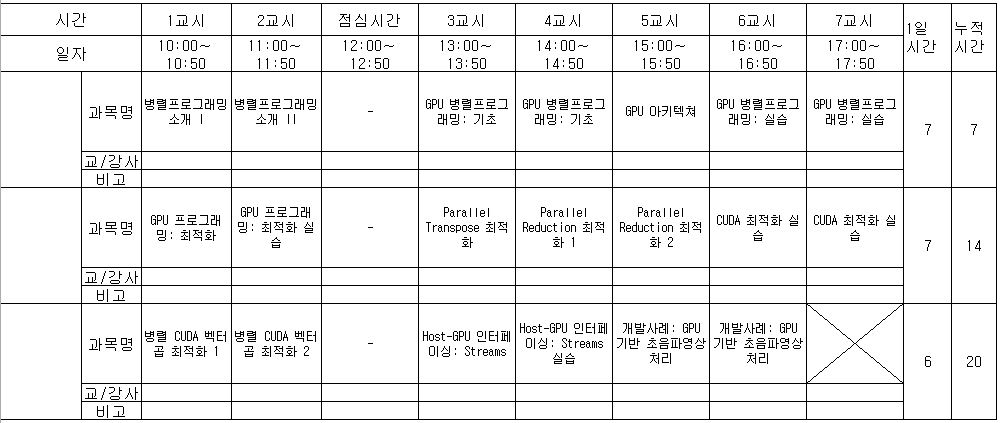 시간 1교시 2교시 점심시간 3교시 4교시 5교시 6교시 7교시 1일 시간 누적 시간
일자 10:00~ 11:00~ 12:00~ 13:00~ 14:00~ 15:00~ 16:00~ 17:00~
10:50 11:50 12:50 13:50 14:50 15:50 16:50 17:50
과목명
병렬프로그래밍
소개 I
병렬프로그래밍
소개 II
-
GPU 병렬프로그
래밍: 기초
GPU 병렬프로그
래밍: 기초
GPU 아키텍쳐
GPU 병렬프로그
래밍: 실습
GPU 병렬프로그
래밍: 실습
7
7
교/강사
비고
과목명
GPU 프로그래
밍: 최적화
GPU 프로그래
밍: 최적화 실
습
-
Parallel
Transpose 최적
화
Parallel
Reduction 최적
화 1
Parallel
Reduction 최적
화 2
CUDA 최적화 실
습
CUDA 최적화 실
습
7
14
교/강사
비고
과목명
병렬 CUDA 벡터
곱 최적화 1
병렬 CUDA 벡터
곱 최적화 2
-
Host-GPU 인터페
이싱: Streams
Host-GPU 인터페
이싱: Streams
실습
개발사례: GPU
기반 초음파영상
처리
개발사례: GPU
기반 초음파영상
처리
6
20
교/강사
비고